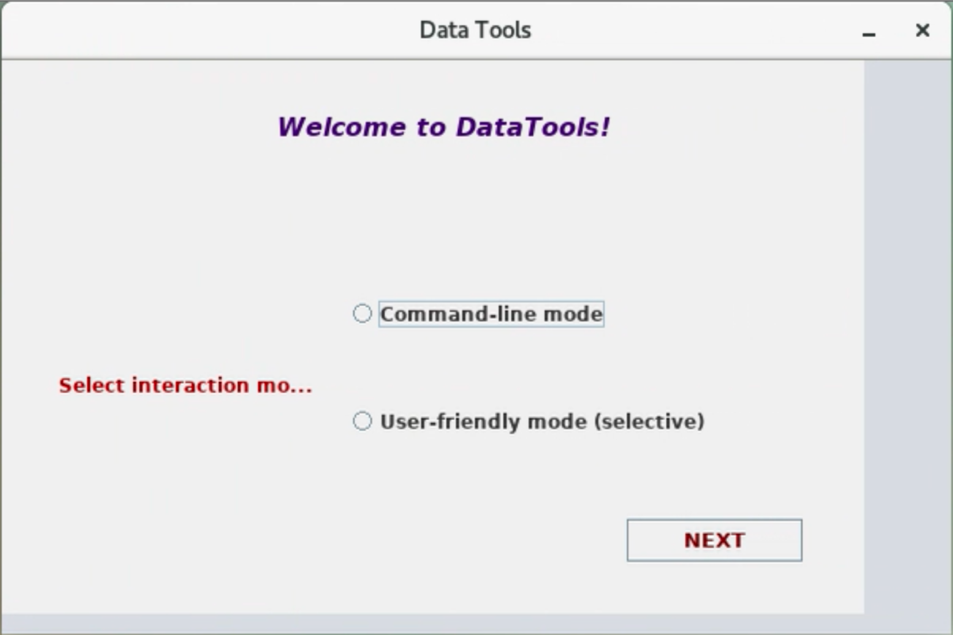 Data Tools
Welcome to DataTools!
Command-line mode
Select interaction mo...
User-friendly mode (selective)
NEXT